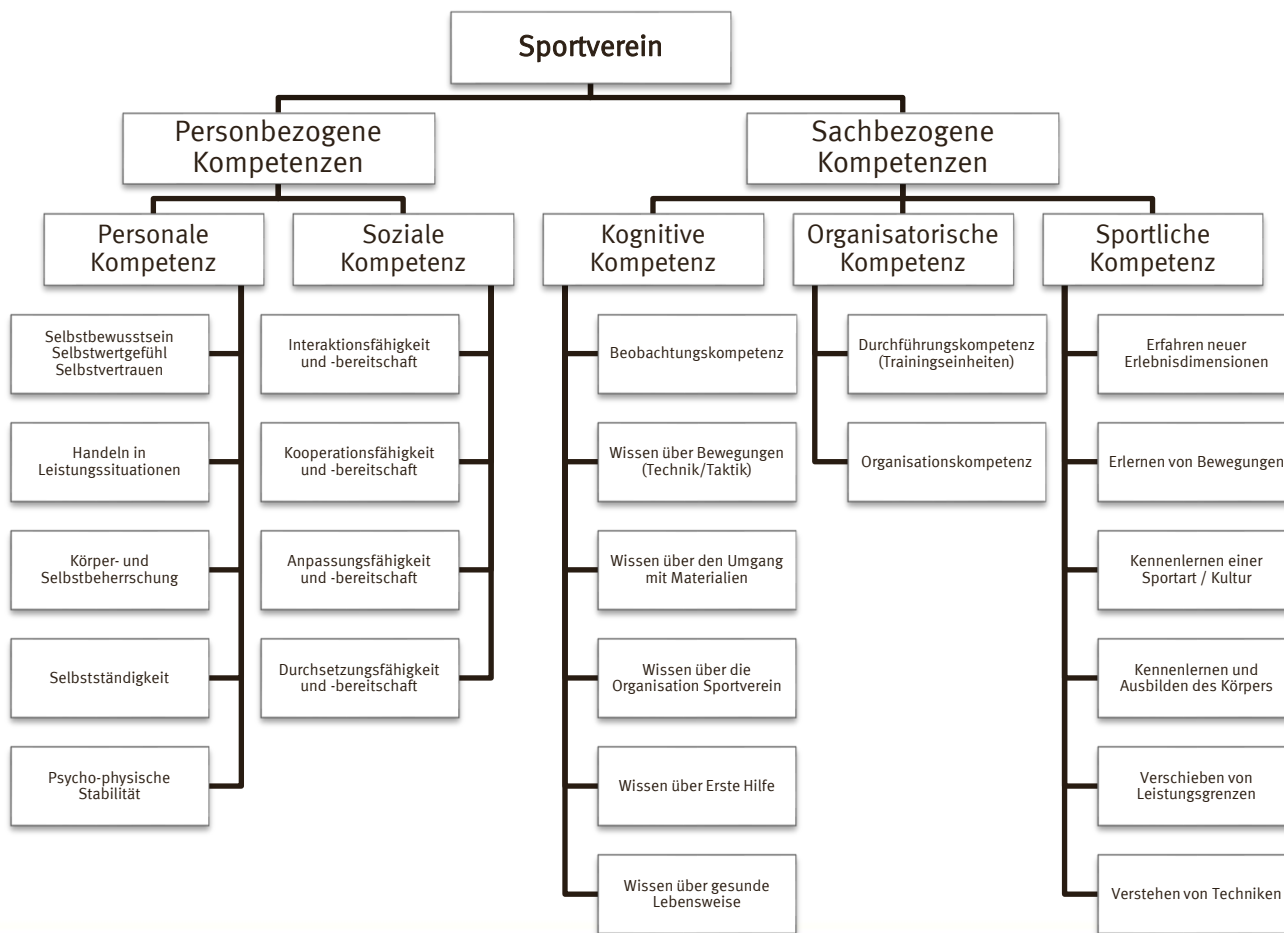 Sportverein
Personbezogene
Kompetenzen
Sachbezogene
Kompetenzen
Personale
Kompetenz
Soziale
Kompetenz
Kognitive
Kompetenz
Organisatorische
Kompetenz
Sportliche
Kompetenz
Selbstbewusstsein
Selbstwertgefühl
Selbstvertrauen
Handeln in
Leistungssituationen
Körper- und
Selbstbeherrschung
Selbstständigkeit
Psycho-physische
Stabilität
Interaktionsfähigkeit
und -bereitschaft
Kooperationsfähigkeit
und -bereitschaft
Anpassungsfähigkeit
und -bereitschaft
Durchsetzungsfähigkeit
und -bereitschaft
Beobachtungskompetenz
Wissen über Bewegungen
(Technik/Taktik)
Wissen über den Umgang
mit Materialien
Wissen über die
Organisation Sportverein
Wissen über Erste Hilfe
Wissen über gesunde
Lebensweise
Durchführungskompetenz
(Trainingseinheiten)
Organisationskompetenz
Erfahren neuer
Erlebnisdimensionen
Erlernen von Bewegungen
Kennenlernen einer
Sportart / Kultur
Kennenlernen und
Ausbilden des Körpers
Verschieben von
Leistungsgrenzen
Verstehen von Techniken